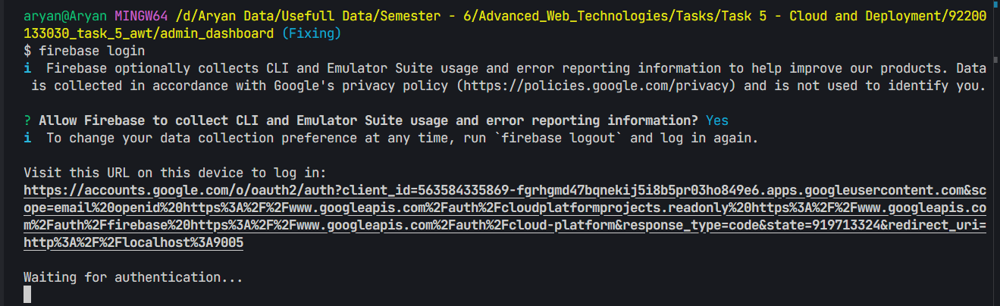 aryan@Aryan MINGW64 /d/Aryan Data/Usefull Data/Semester - 6/Advanced_Web_Technologies/Tasks/Task 5 - Cloud and Deployment/92200
133030_task_5_awt/admin_dashboard (Fixing)
$ firebase login
i  Firebase optionally collects CLI and Emulator Suite usage and error reporting information to help improve our products. Data
 is collected in accordance with Google's privacy policy (https://policies.google.com/privacy) and is not used to identify you.
? Allow Firebase to collect CLI and Emulator Suite usage and error reporting information? Yes
i  To change your data collection preference at any time, run `firebase logout` and log in again.
Visit this URL on this device to log in:
https://accounts.google.com/o/oauth2/auth?client_id=563584335869-fgrhgmd47bqnekij5i8b5pr03ho849e6.apps.googleusercontent.com&sc
ope=email%20openid%20https%3A%2F%2Fwww.googleapis.com%2Fauth%2Fcloudplatformprojects.readonly%20https%3A%2F%2Fwww.googleapis.co
m%2Fauth%2Ffirebase%20https%3A%2F%2Fwww.googleapis.com%2Fauth%2Fcloud-platform&response_type=code&state=919713324&redirect_uri=
http%3A%2F%2Flocalhost%3A9005
Waiting for authentication...